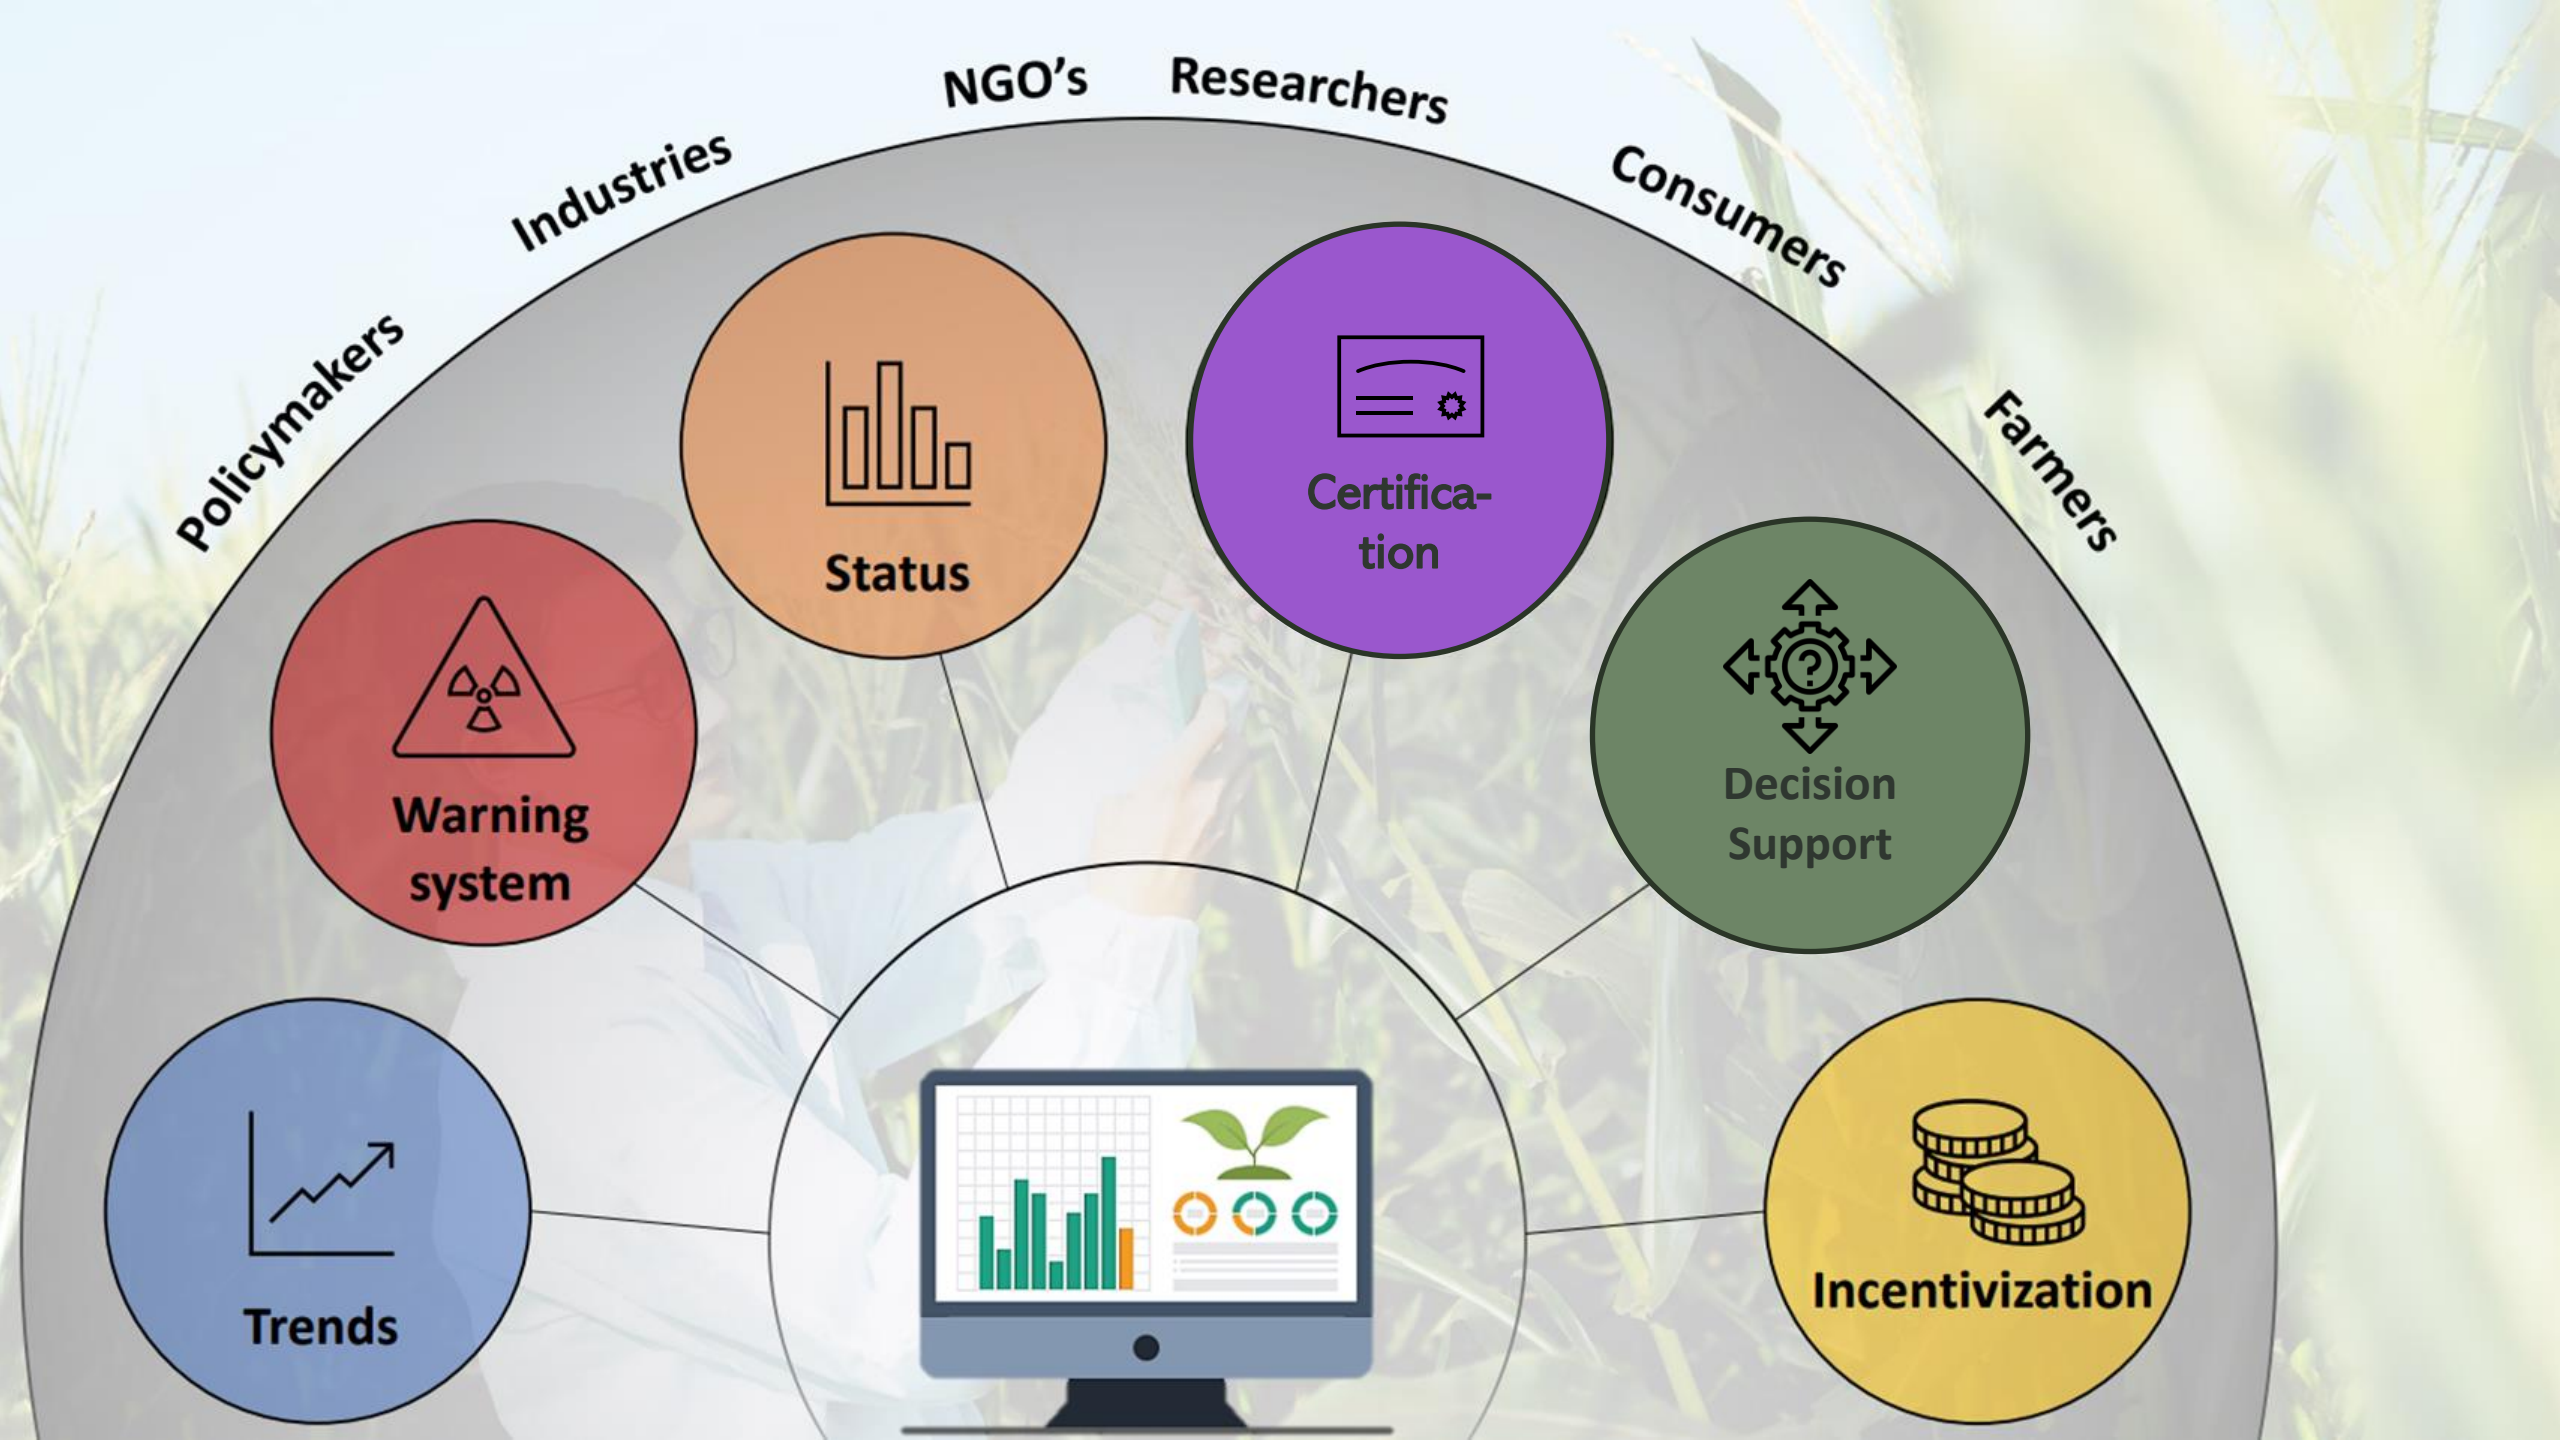 Policymakers
Industries
NGO's
Researchers
Consumers
Farmers
Trends
Warning
system
Status
Certifica-
tion
Decision
Support
Incentivization
?